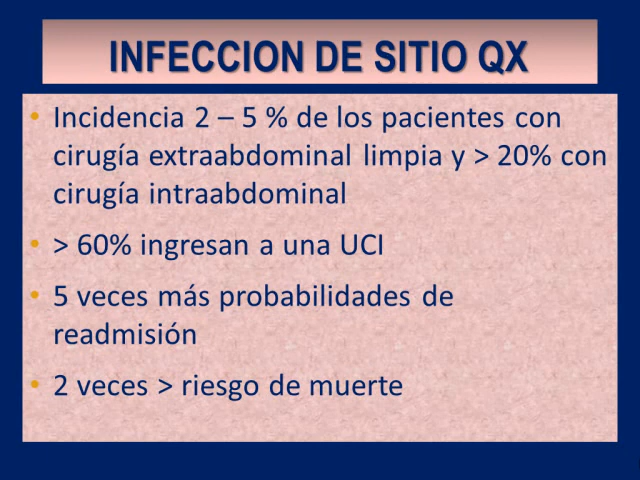 INFECCION DE SITIO QX
• Incidencia 2 – 5 % de los pacientes con
cirugía extraabdominal limpia y > 20% con
cirugía intraabdominal
• > 60% ingresan a una UCI
• 5 veces más probabilidades de
readmisión
• 2 veces > riesgo de muerte